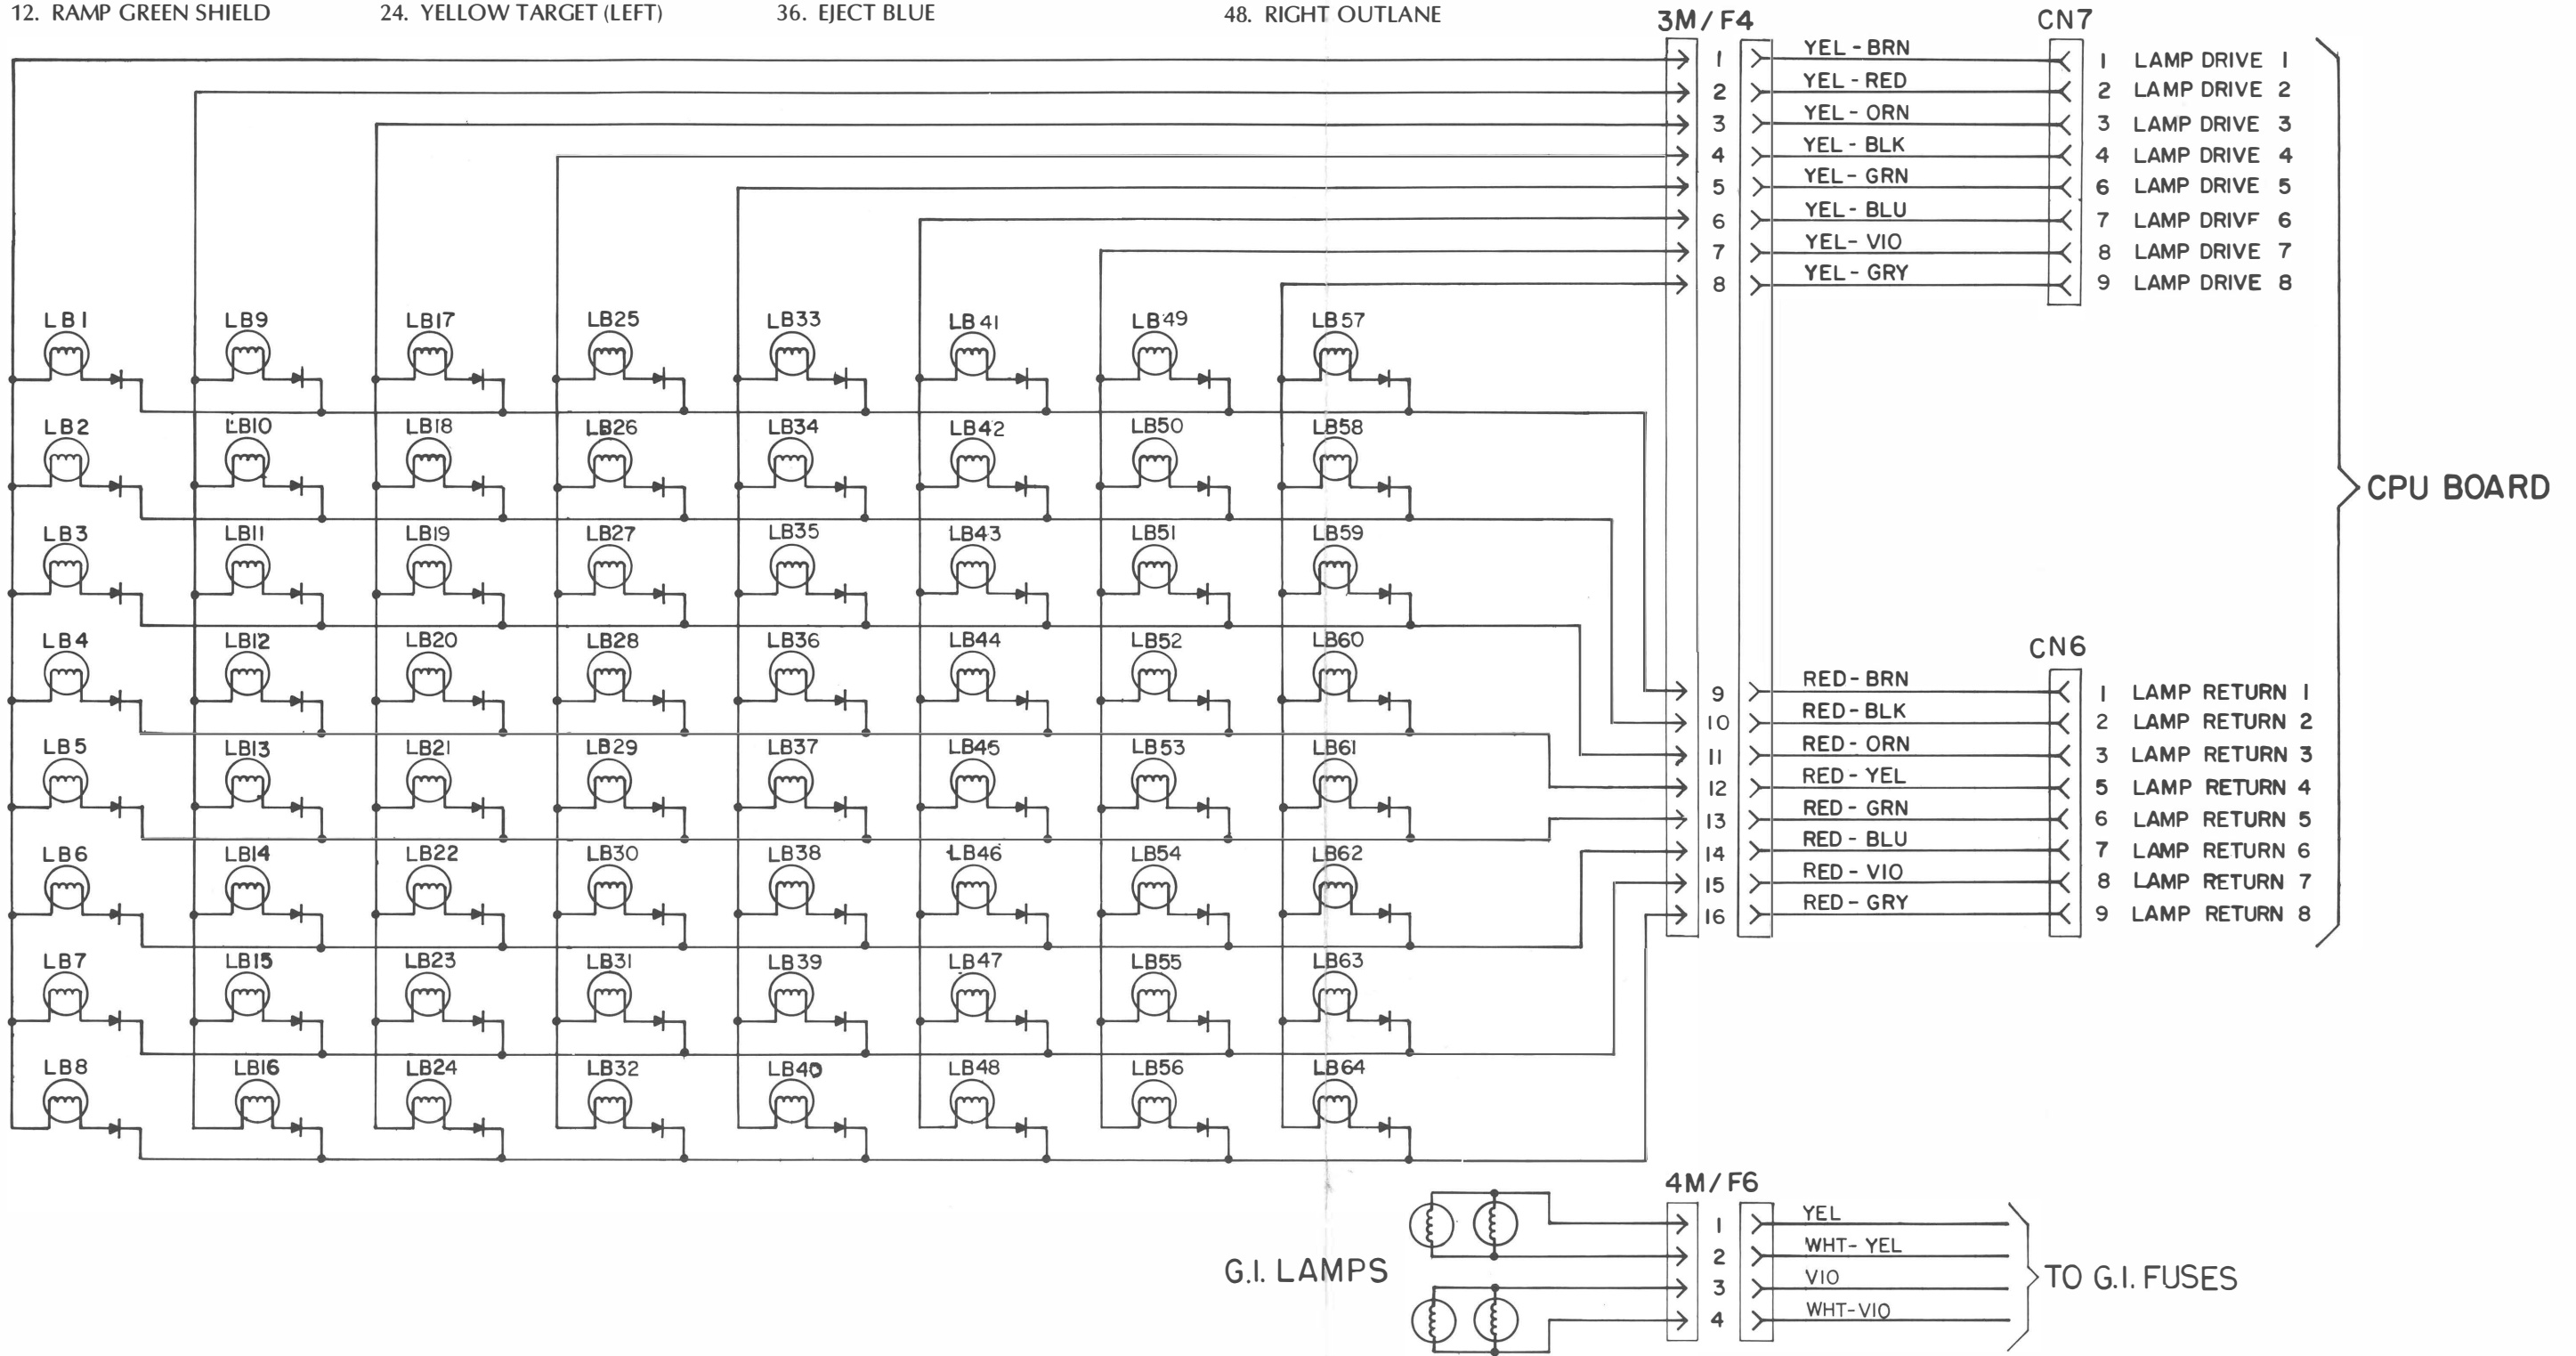 12. RAMP GREEN SHIELD 24. YELLOW TARGET (LEFT) 36. EJECT BLUE 48. RIGHT OUTLANE
3M/F4 CN7
1 YEL-BRN 1 LAMP DRIVE 1
2 YEL-RED 2 LAMP DRIVE 2
3 YEL-ORN 3 LAMP DRIVE 3
4 YEL-BLK 4 LAMP DRIVE 4
5 YEL-GRN 6 LAMP DRIVE 5
6 YEL-BLU 7 LAMP DRIVF 6
7 YEL-VIO 8 LAMP DRIVE 7
8 YEL-GRY 9 LAMP DRIVE 8
LB1 LB9 LB17 LB25 LB33 LB41 LB49 LB57
LB2 LB10 LB18 LB26 LB34 LB42 LB50 LB58
CPU BOARD
LB3 LB11 LB19 LB27 LB35 LB43 LB51 LB59
LB4 LB12 LB20 LB28 LB36 LB44 LB52 LB60
CN6
9 RED-BRN 1 LAMP RETURN 1
10 RED-BLK 2 LAMP RETURN 2
11 RED-ORN 3 LAMP RETURN 3
12 RED-YEL 5 LAMP RETURN 4
13 RED-GRN 6 LAMP RETURN 5
14 RED-BLU 7 LAMP RETURN 6
15 RED-VIO 8 LAMP RETURN 7
16 RED-GRY 9 LAMP RETURN 8
LB5 LB13 LB21 LB29 LB37 LB45 LB53 LB61
LB6 LB14 LB22 LB30 LB38 LB46 LB54 LB62
LB7 LB15 LB23 LB31 LB39 LB47 LB55 LB63
LB8 LB16 LB24 LB32 LB40 LB48 LB56 LB64
4M/F6
1 YEL
2 WHT-YEL
3 VIO
4 WHT-VIO
G.I. LAMPS
TO G.I. FUSES